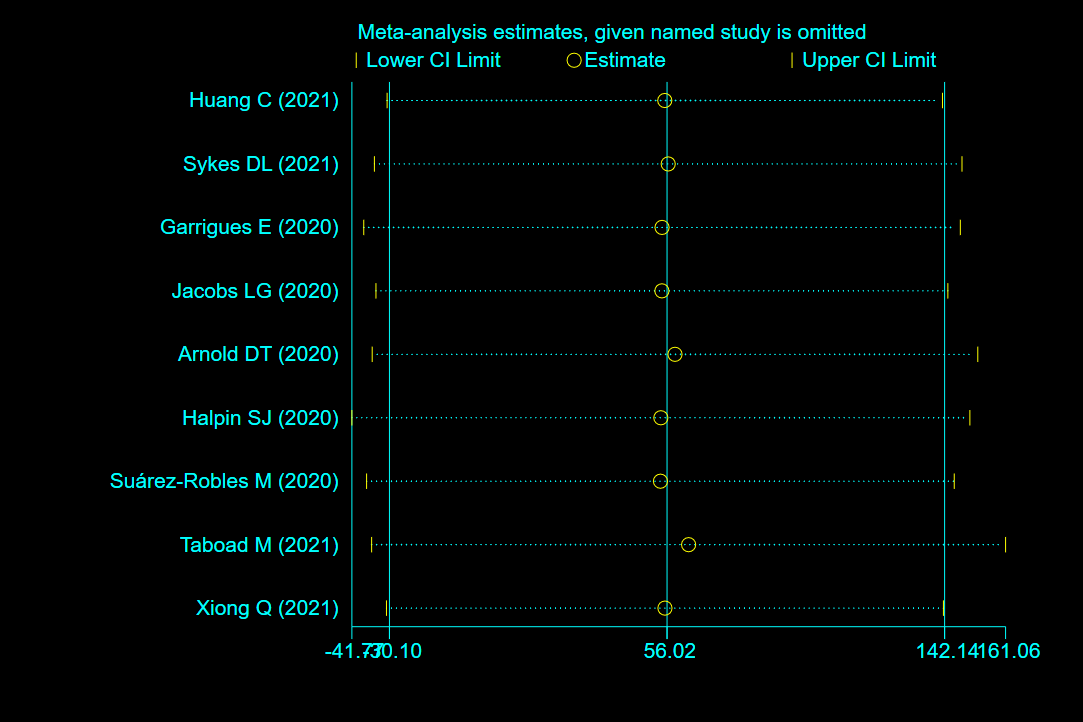 Meta-analysis estimates, given named study is omitted
Lower CI Limit Estimate Upper CI Limit
Huang C (2021)
Sykes DL (2021)
Garrigues E (2020)
Jacobs LG (2020)
Arnold DT (2020)
Halpin SJ (2020)
Suárez-Robles M (2020)
Taboad M (2021)
Xiong Q (2021)
-41.77 -30.10 56.02 142.14 161.06